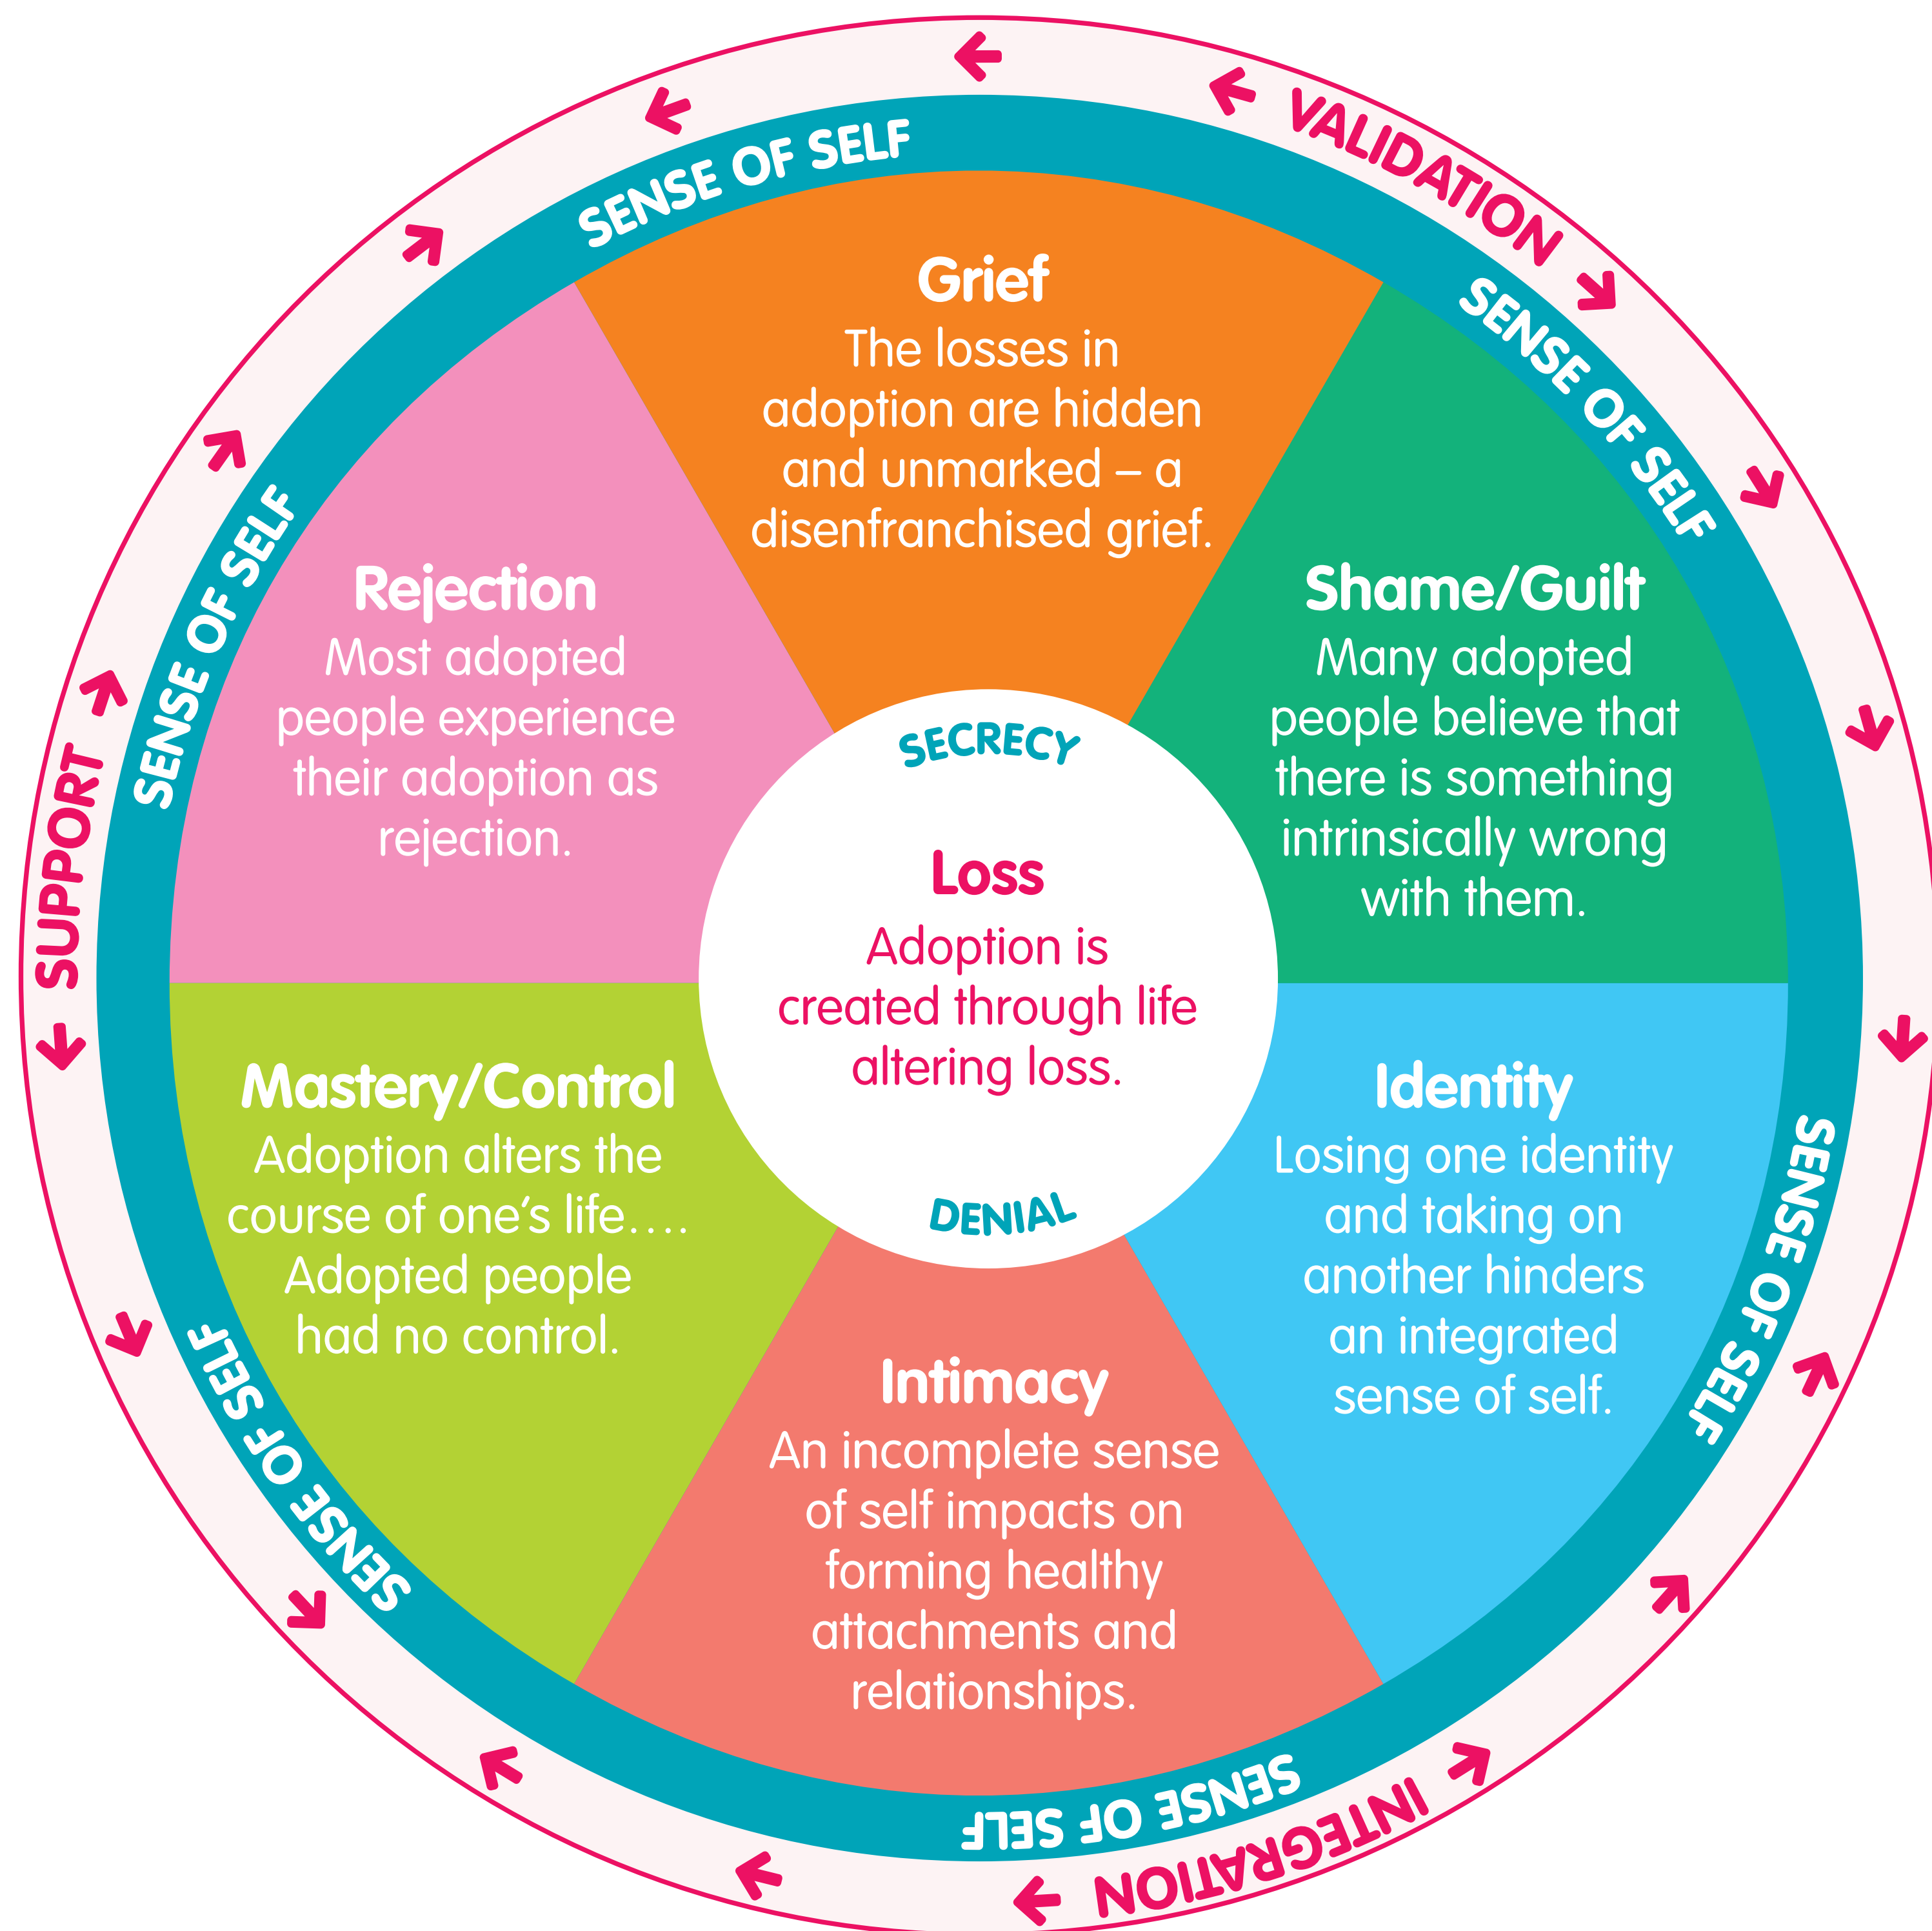 VALIDATION
SENSE OF SELF
SENSE OF SELF
Grief
The losses in
adoption are hidden
and unmarked – a
disenfranchised grief.
Shame/Guilt
Many adopted
people believe that
there is something
intrinsically wrong
with them.
SENSE OF SELF
Rejection
Most adopted
people experience
their adoption as
rejection.
SUPPORT
SECRECY
Loss
Adoption is
created through life
altering loss.
DENIAL
Mastery/Control
Adoption alters the
course of one’s life....
Adopted people
had no control.
Identity
Losing one identity
and taking on
another hinders
an integrated
sense of self.
SENSE OF SELF
SENSE OF SELF
Intimacy
An incomplete sense
of self impacts on
forming healthy
attachments and
relationships.
SENSE OF SELF
INTEGRATION